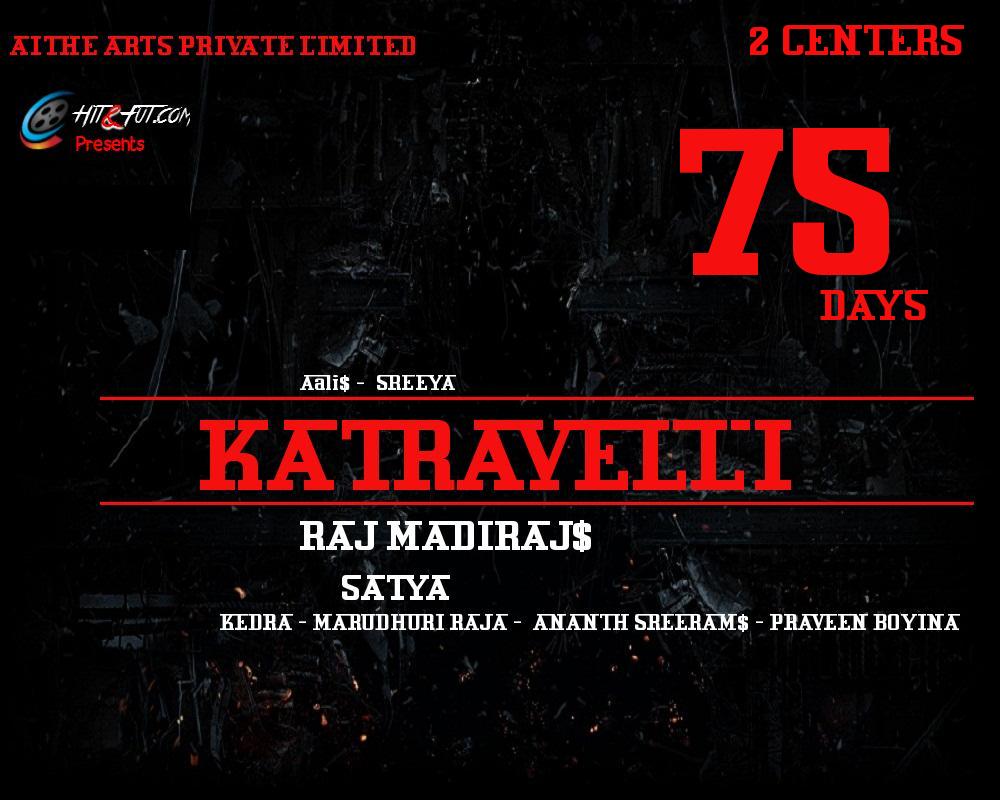 AITHE ARTS PRIVATE LIMITED
2 CENTERS
HIT&FUT.COM
Presents
75
DAYS
Aali$ - SREEYA
KATRAVELLI
RAJ MADIRAJ$
SATYA
KEDRA - MARUDHURI RAJA - ANANTH SREERAM$ - PRAVEEN BOYINA